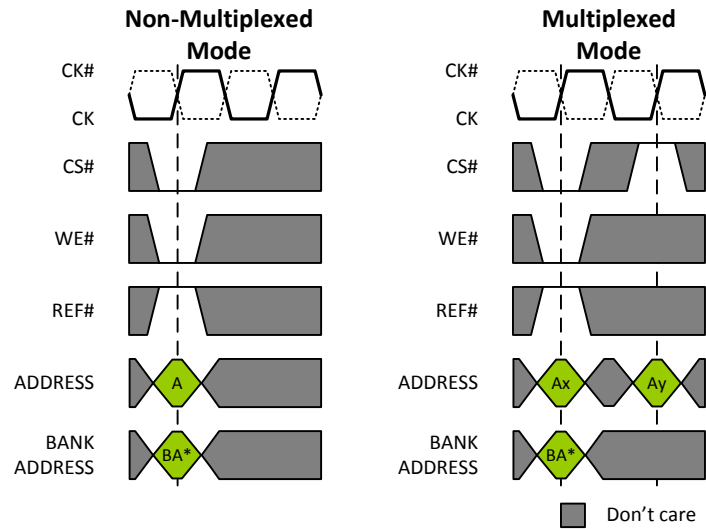 Non-Multiplexed
Mode
CK#
CK
CS#
WE#
REF#
ADDRESS
A
BANK
ADDRESS
BA*
Multiplexed
Mode
CK#
CK
CS#
WE#
REF#
ADDRESS
Ax
Ay
BANK
ADDRESS
BA*
Don't care